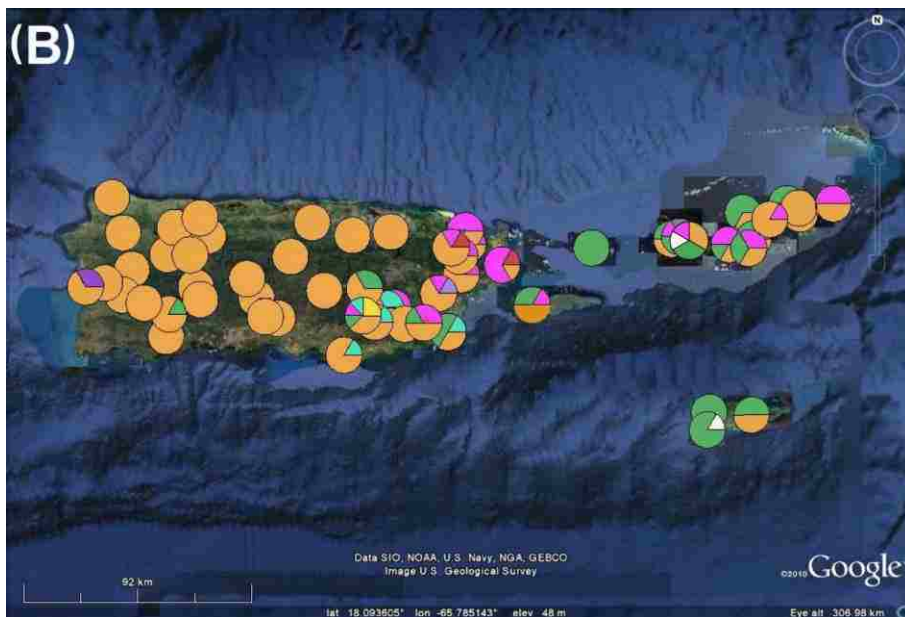 (B)
N
Data SIO, NOAA, U.S. Navy, NGA, GEBCO
Image U.S. Geological Survey
©2010 Google
92 km
lat 18.093605° lon -65.785143° elev 48 m
Eye alt 306.98 km